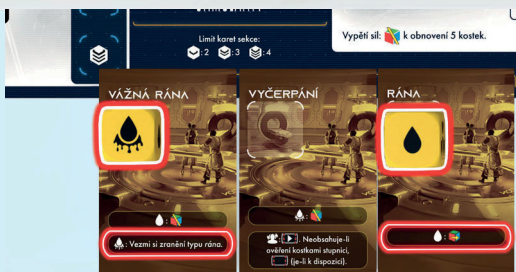 Limit karet sekce:
:2 :3 :4
Vypětí sil: k obnovení 5 kostek.
VÁŽNÁ RÁNA
VYČERPÁNÍ
RÁNA
: Vezmi si zranění typu rána.
: . Neobsahuje-li
ověření kostkami stupnici,
(je-li k dispozici).